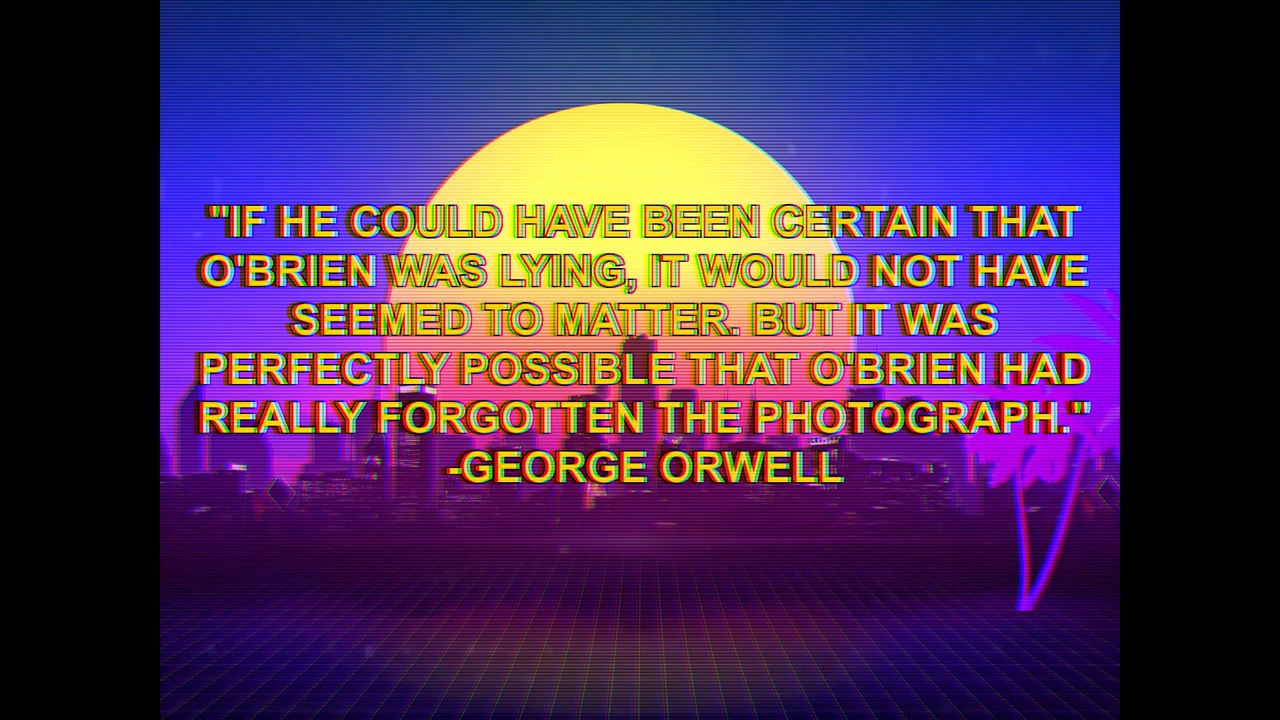 "IF HE COULD HAVE BEEN CERTAIN THAT
O'BRIEN WAS LYING, IT WOULD NOT HAVE
SEEMED TO MATTER. BUT IT WAS
PERFECTLY POSSIBLE THAT O'BRIEN HAD
REALLY FORGOTTEN THE PHOTOGRAPH."
-GEORGE ORWELL